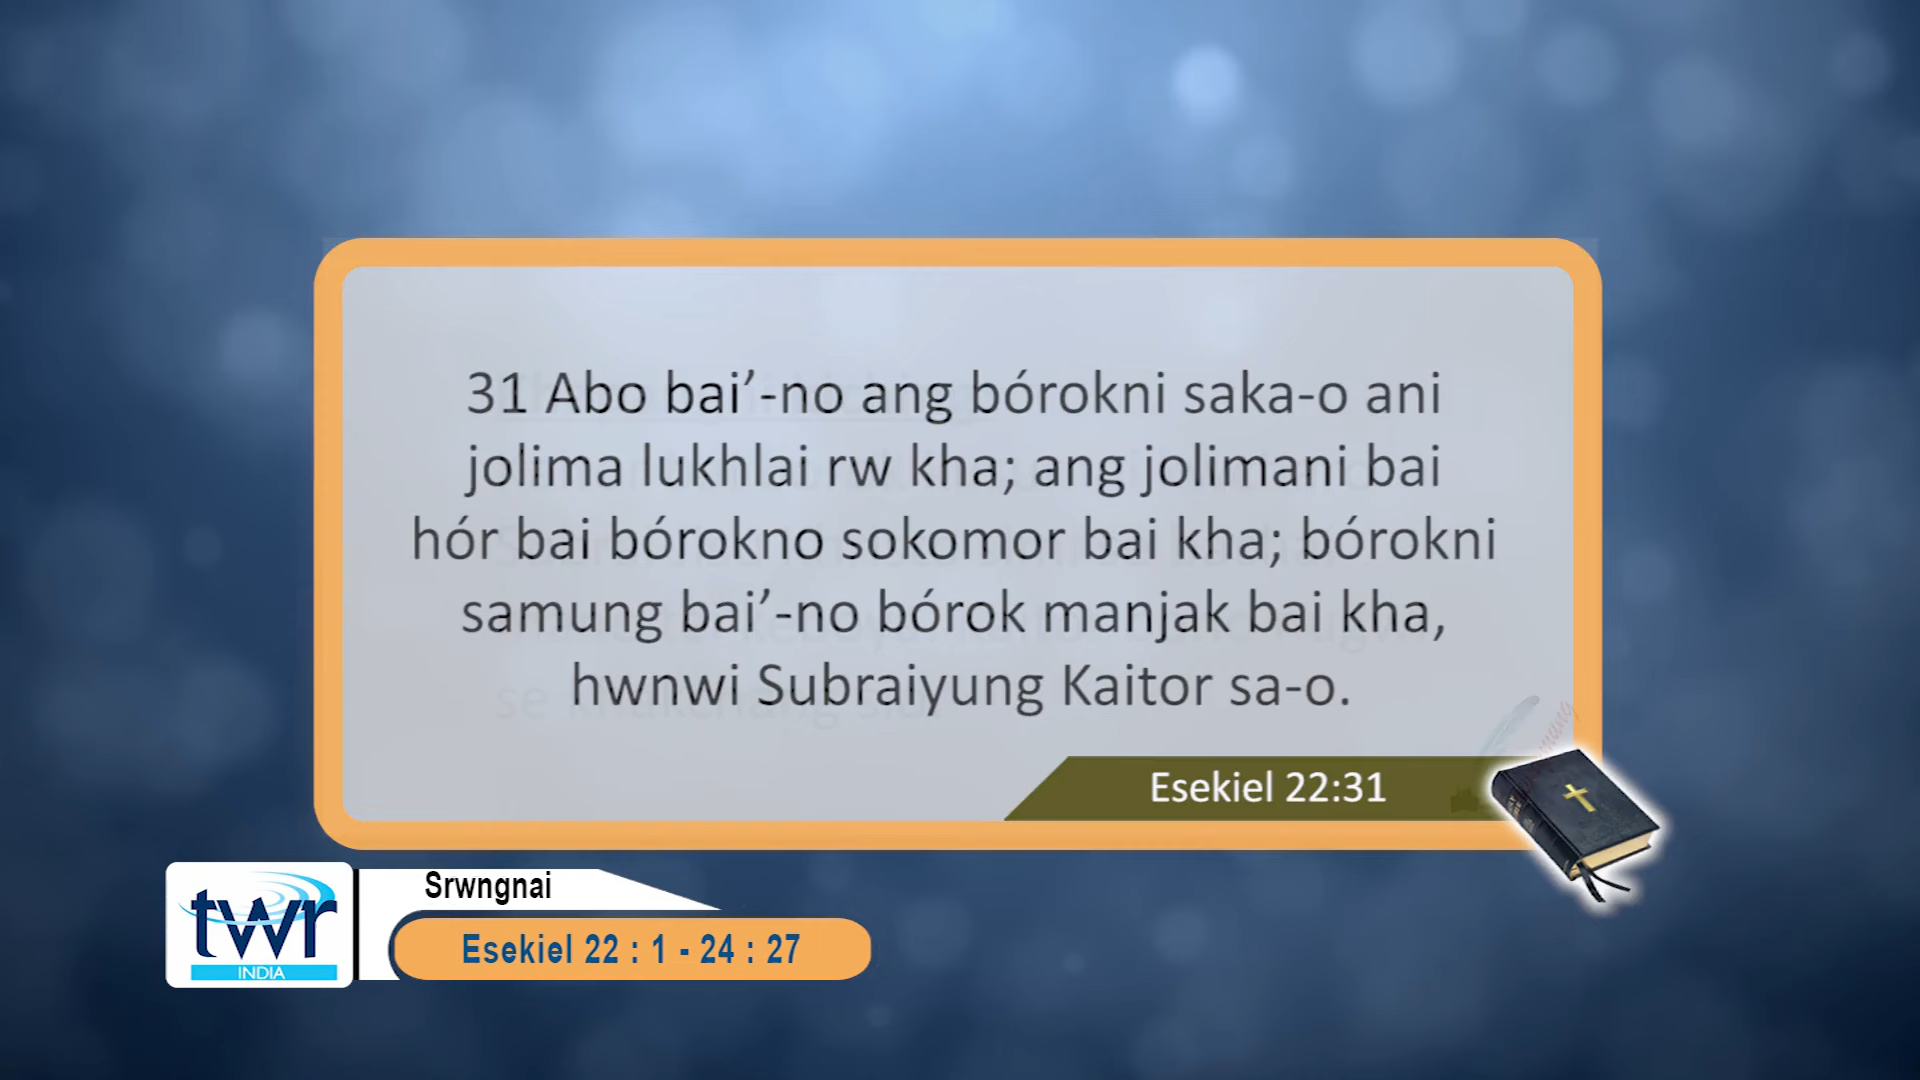 31 Abo bai’-no ang bórokni saka-o ani
jolima lukhlai rw kha; ang jolimani bai
hór bai bórokno sokomor bai kha; bórokni
samung bai’-no bórok manjak bai kha,
hwnwi Subraiyung Kaitor sa-o.
Esekiel 22:31
twr
INDIA
Srwngnai
Esekiel 22 : 1 - 24 : 27